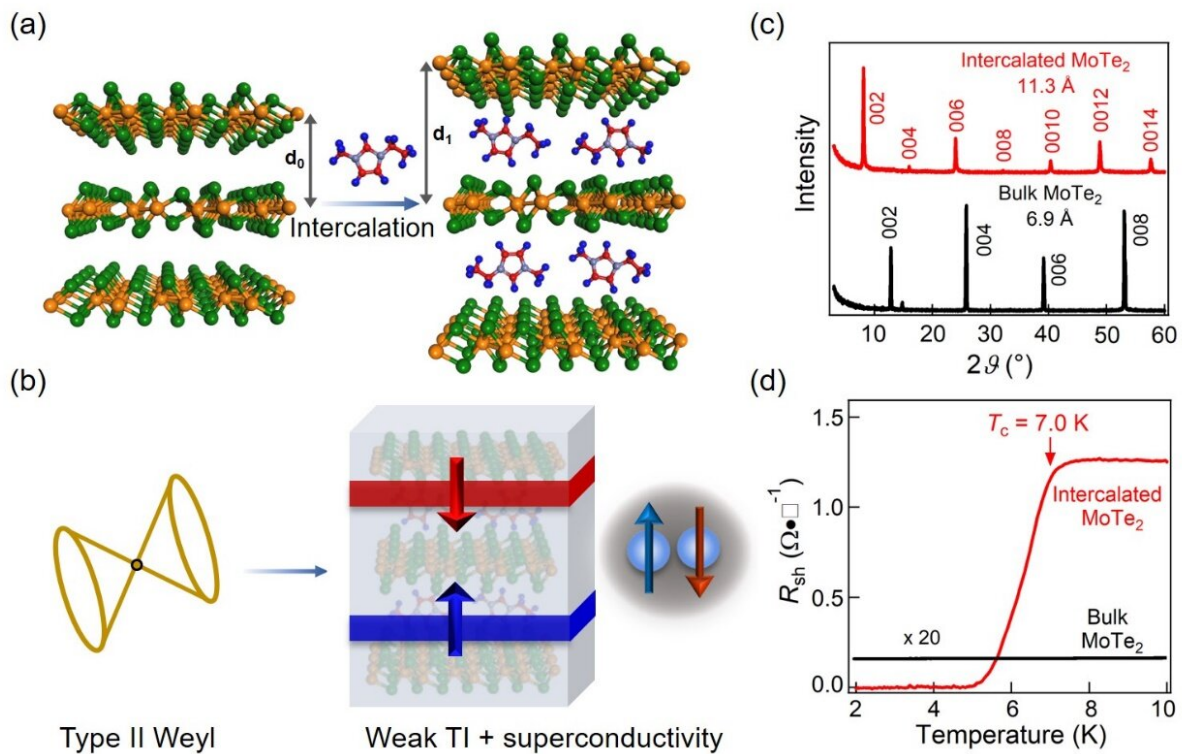 (a)
d₀
Intercalation
d₁
(b)
Type II Weyl
Weak TI + superconductivity
(c)
Intensity
Intercalated MoTe₂
11.3 Å
002
004
006
008
0010
0012
0014
Bulk MoTe₂
6.9 Å
002
004
006
008
10
20
30
40
50
60
2ϑ (°)
(d)
Rsh (Ω•□⁻¹)
1.5
1.0
0.5
0.0
Tc = 7.0 K
Intercalated
MoTe₂
x 20
Bulk
MoTe₂
2
4
6
8
10
Temperature (K)